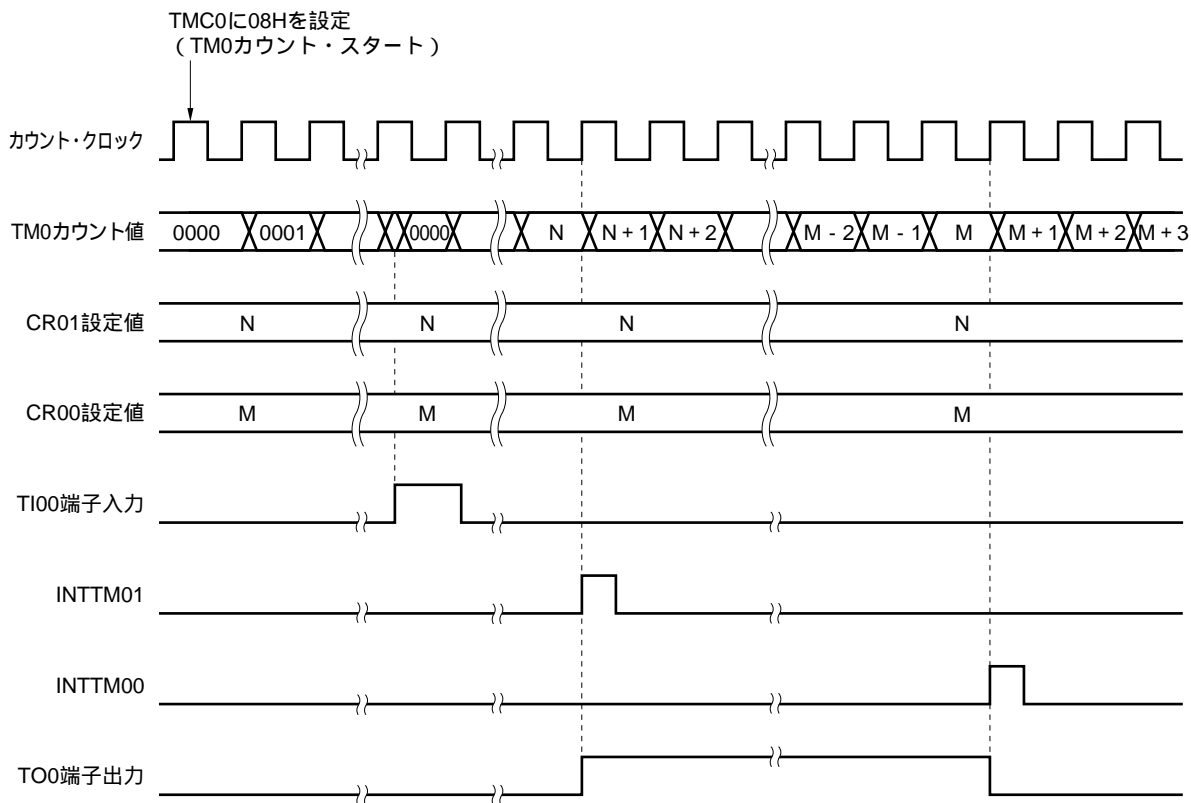 TMC0に08Hを設定
（TM0カウント・スタート）
カウント・クロック
TM0カウント値 0000 0001 0000 N N + 1 N + 2 M - 2 M - 1 M M + 1 M + 2 M + 3
CR01設定値 N N N N
CR00設定値 M M M M
TI00端子入力
INTTM01
INTTM00
TO0端子出力